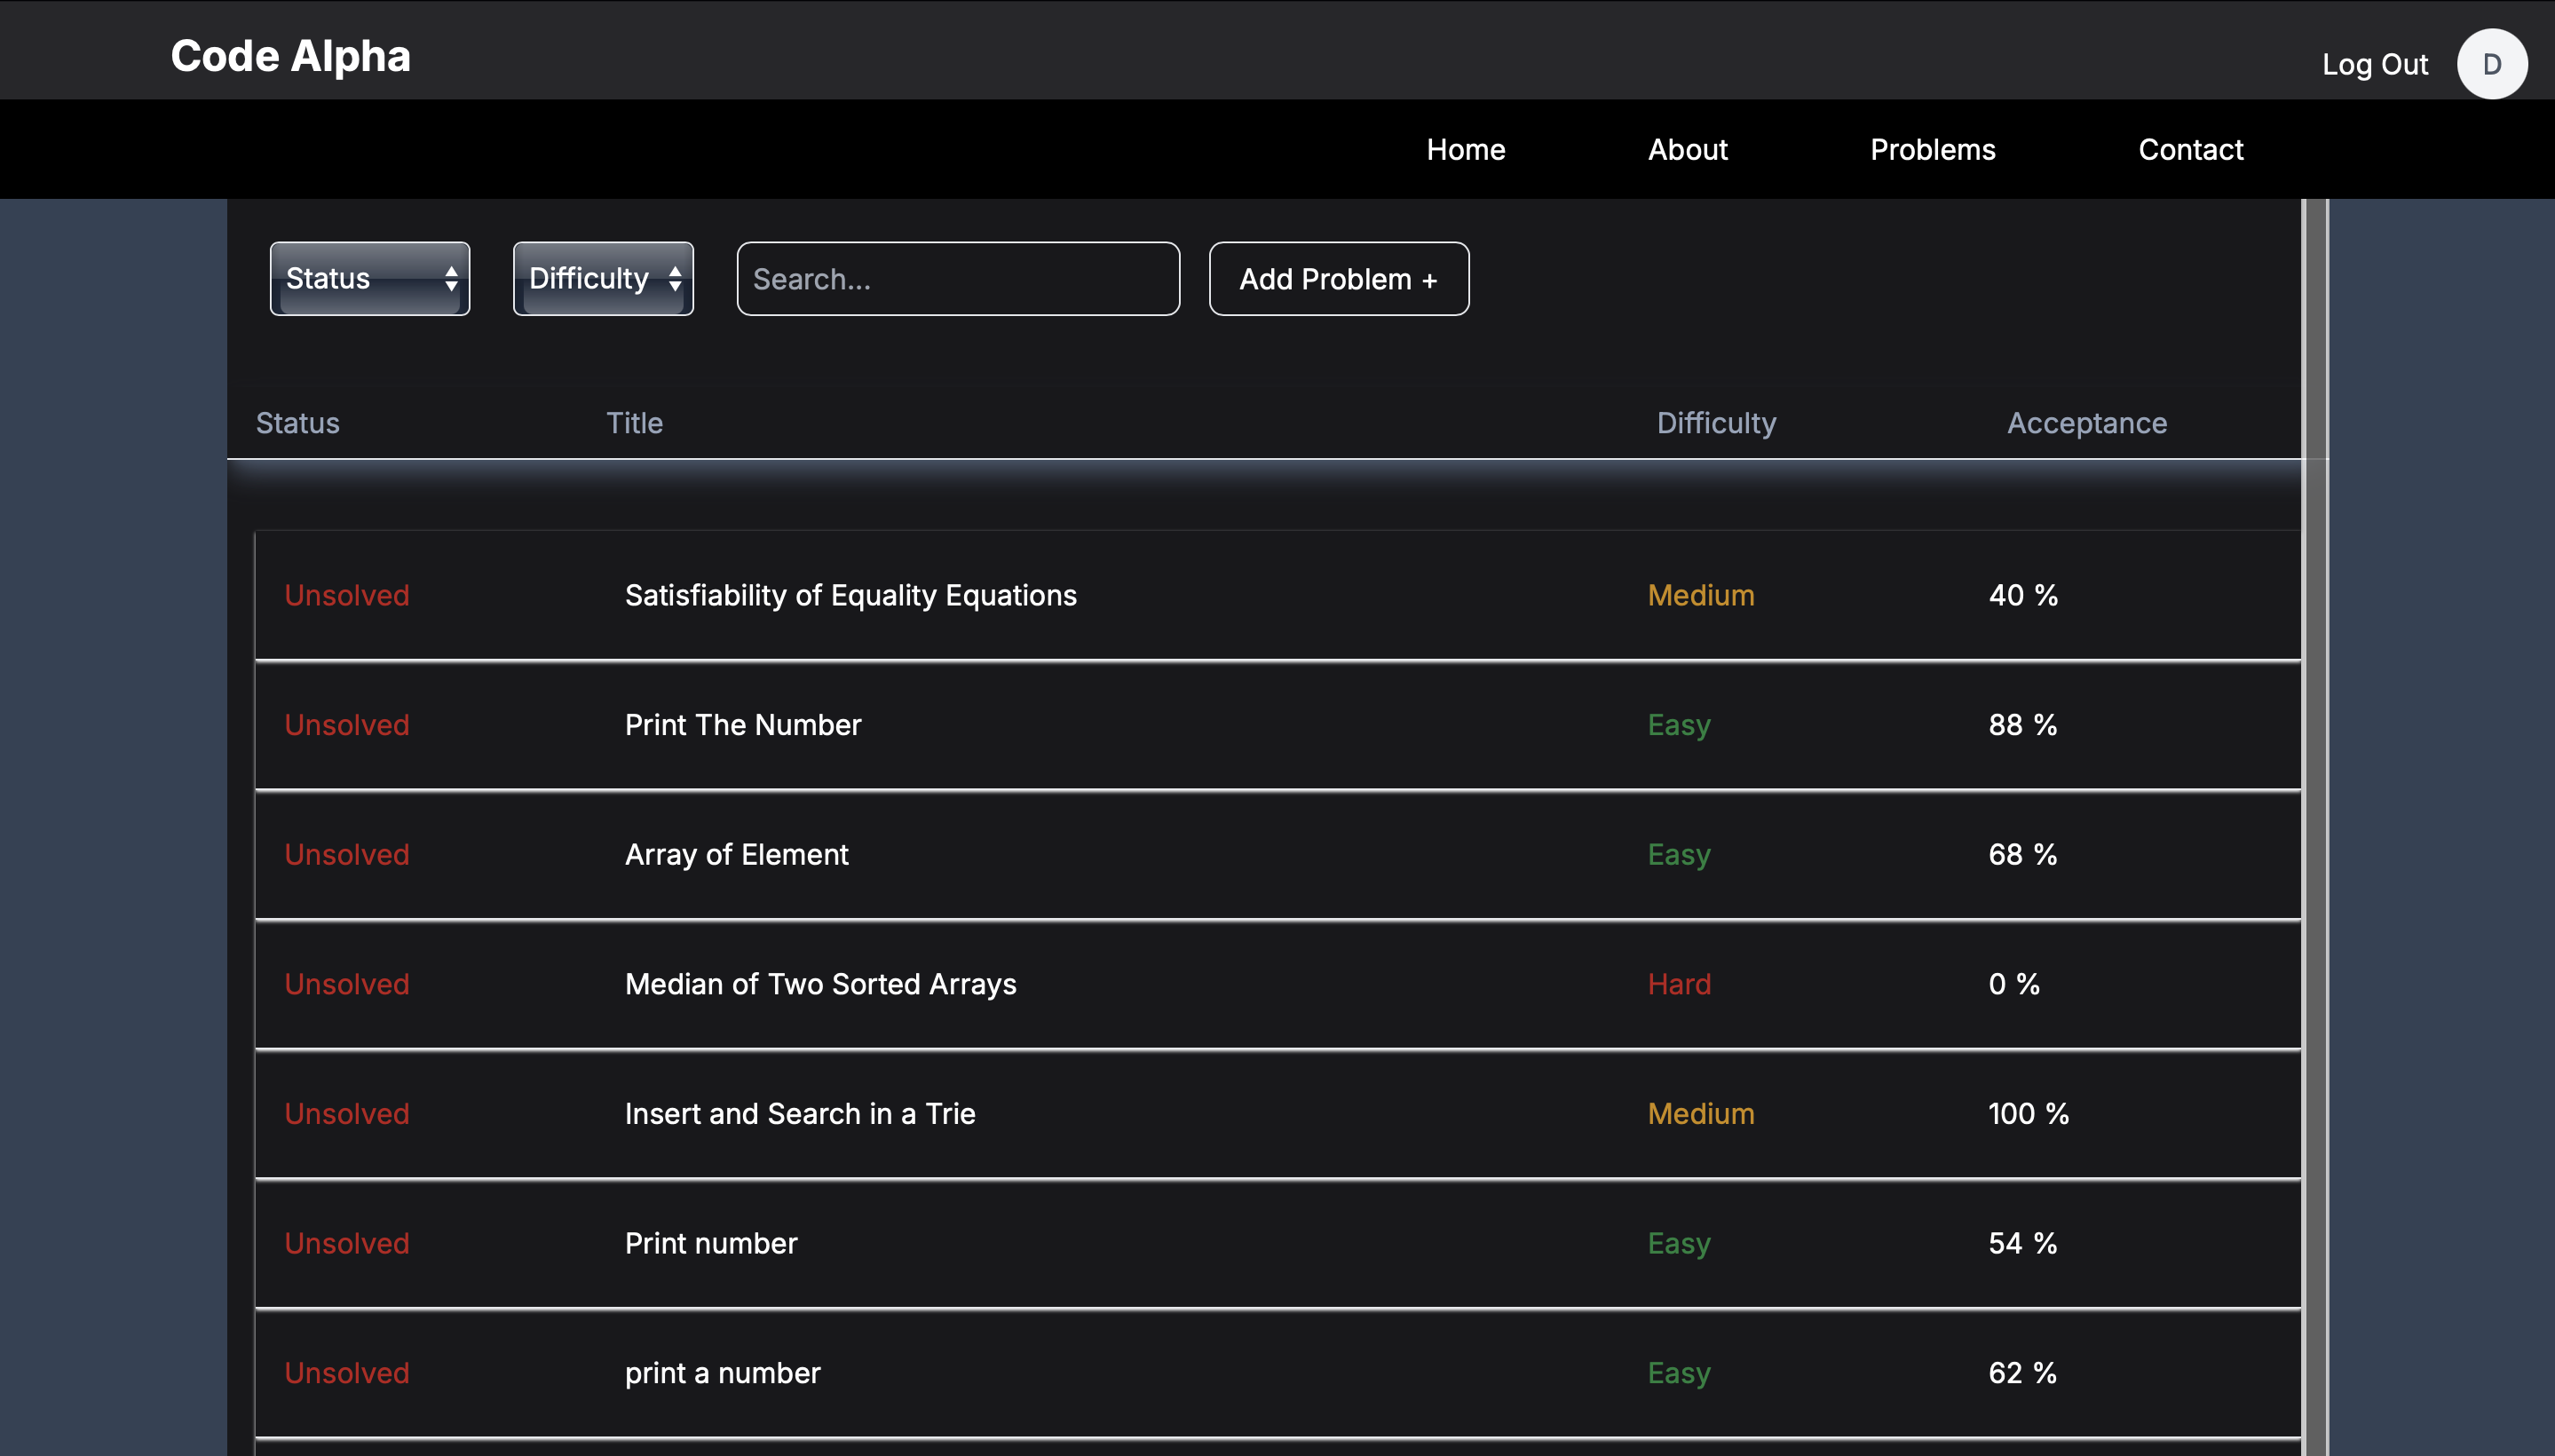 Code Alpha
Log Out D
Home About Problems Contact
Status Difficulty Search... Add Problem +
Status Title Difficulty Acceptance
Unsolved Satisfiability of Equality Equations Medium 40 %
Unsolved Print The Number Easy 88 %
Unsolved Array of Element Easy 68 %
Unsolved Median of Two Sorted Arrays Hard 0 %
Unsolved Insert and Search in a Trie Medium 100 %
Unsolved Print number Easy 54 %
Unsolved print a number Easy 62 %